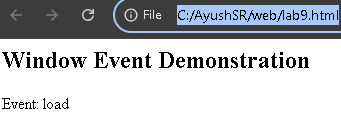 File C:/AyushSR/web/lab9.html
Window Event Demonstration
Event: load